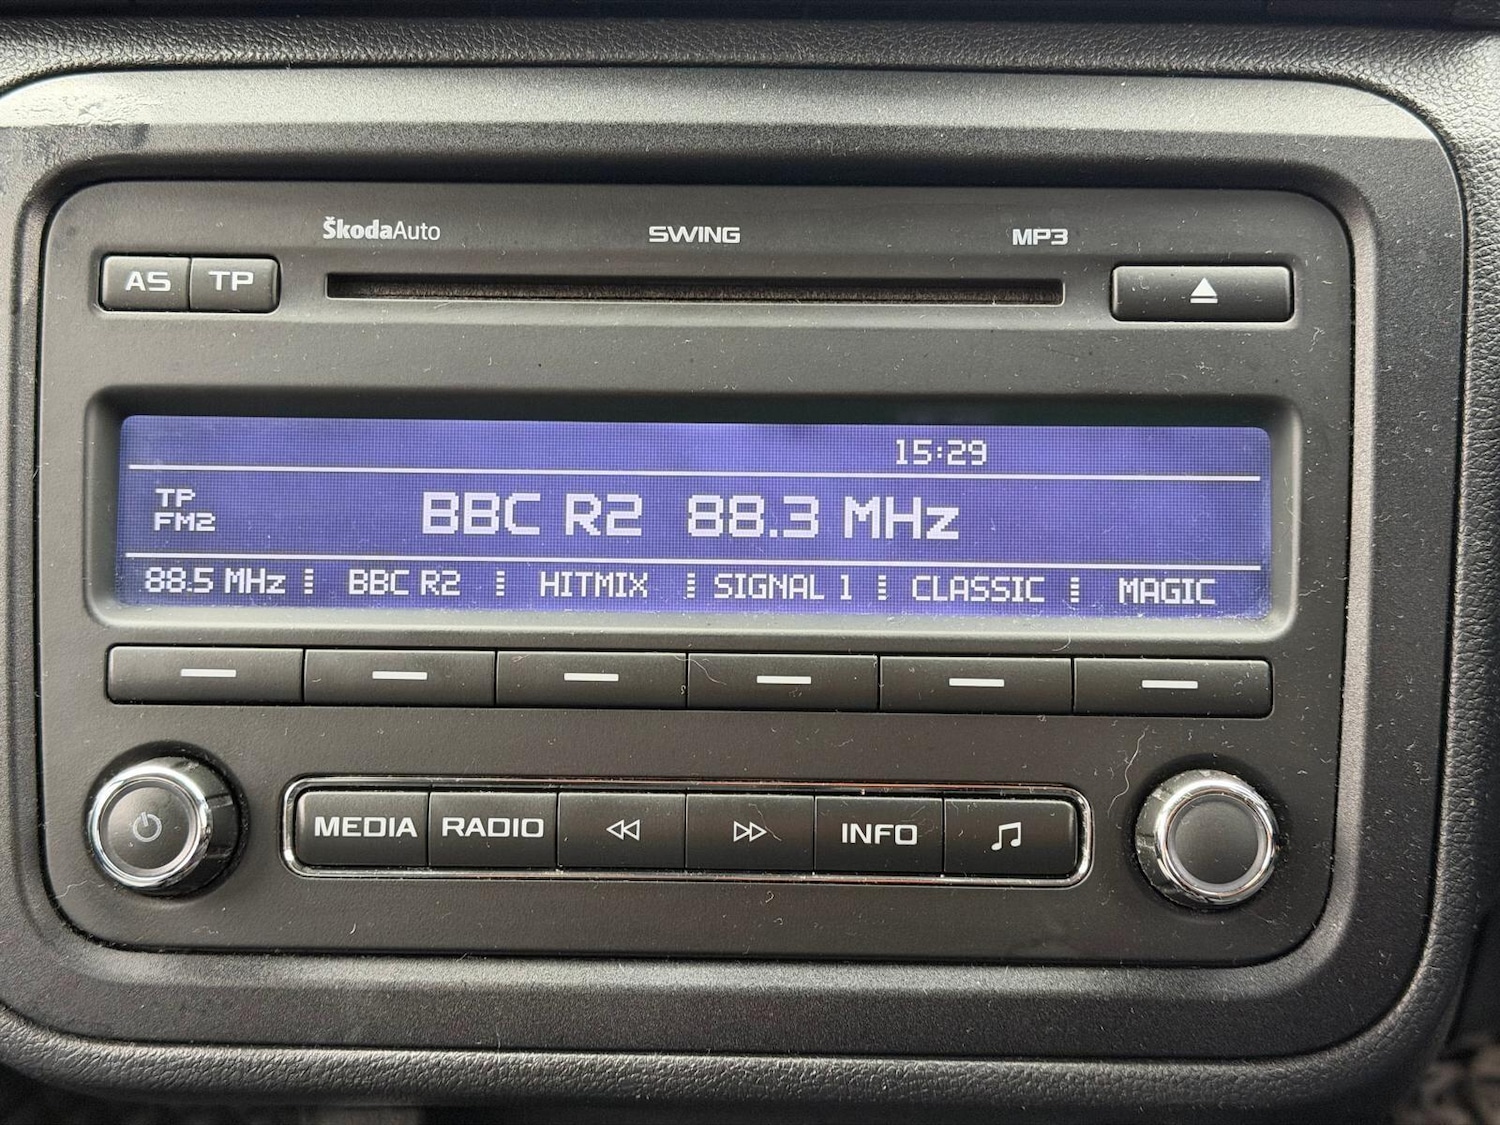 ŠkodaAuto SWING MP3
AS TP
15:29
TP
FM2
BBC R2 88.3 MHz
88.5 MHz BBC R2 HITMIX SIGNAL 1 CLASSIC MAGIC
MEDIA RADIO INFO